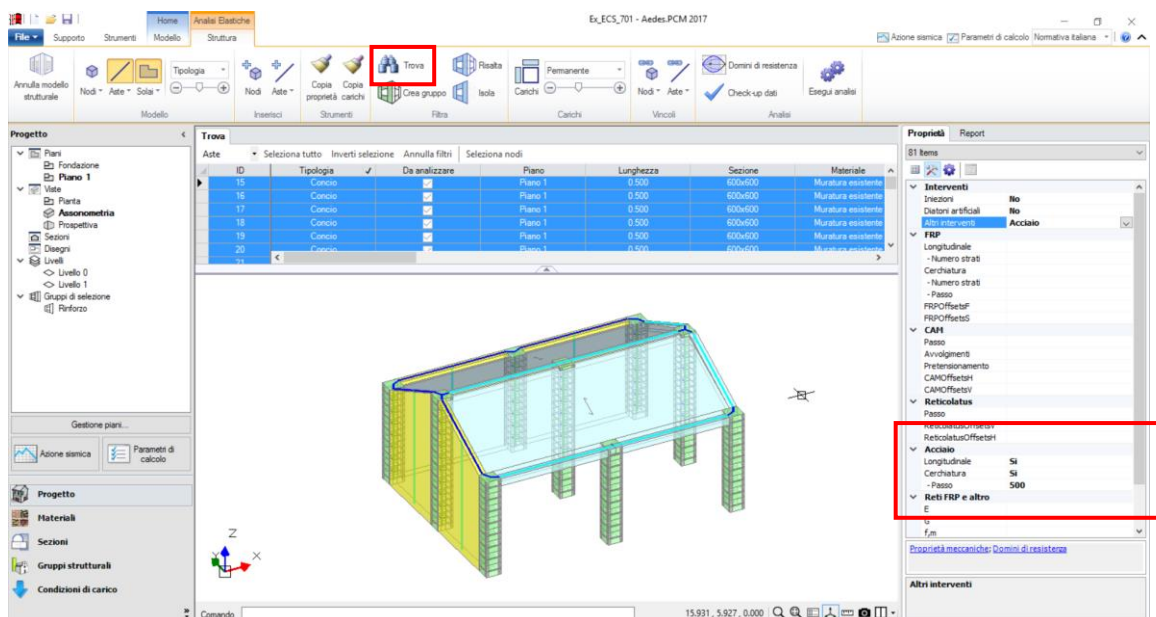 Ex_ECS_701 - Aedes.PCM 2017
Home Analisi Elastiche
File Supporto Strumenti Modello Struttura
Azione sismica Parametri di calcolo Normativa italiana
Annulla modello strutturale
Nodi Aste Solai
Tipologia
Modello
Nodi Aste
Inserisci
Copia proprietà
Copia carichi
Strumenti
Trova
Crea gruppo
Risalta
Isola
Filtra
Carichi
Permanente
Carichi
Nodi Aste
Vincoli
Domini di resistenza
Check-up dati
Esegui analisi
Analisi
Progetto
Piani
Fondazione
Piano 1
Viste
Pianta
Assonometria
Prospettiva
Sezioni
Disegni
Livelli
Livello 0
Livello 1
Gruppi di selezione
Rinforzo
Gestione piani...
Azione sismica
Parametri di calcolo
Progetto
Materiali
Sezioni
Gruppi strutturali
Condizioni di carico
Trova
Aste Seleziona tutto Inverti selezione Annulla filtri Seleziona nodi
ID Tipologia Da analizzare Piano Lunghezza Sezione Materiale
15 Concio Piano 1 0.500 600x600 Muratura esistente
16 Concio Piano 1 0.500 600x600 Muratura esistente
17 Concio Piano 1 0.500 600x600 Muratura esistente
18 Concio Piano 1 0.500 600x600 Muratura esistente
19 Concio Piano 1 0.500 600x600 Muratura esistente
20 Concio Piano 1 0.500 600x600 Muratura esistente
21
Z
Y
X
Comando
15.931 , 5.927 , 0.000
Proprietà Report
81 Items
Interventi
Iniezioni No
Diatoni artificiali No
Altri interventi Acciaio
FRP
Longitudinale
- Numero strati
Cerchiatura
- Numero strati
- Passo
FRPOffsetsF
FRPOffsetsS
CAM
Passo
Avvolgimenti
Pretensionamento
CAMOffsetsH
CAMOffsetsV
Reticolatus
Passo
ReticolatusOffsetsV
ReticolatusOffsetsH
Acciaio
Longitudinale Sì
Cerchiatura Sì
- Passo 500
Reti FRP e altro
E
G
f,m
Proprietà meccaniche; Domini di resistenza
Altri interventi